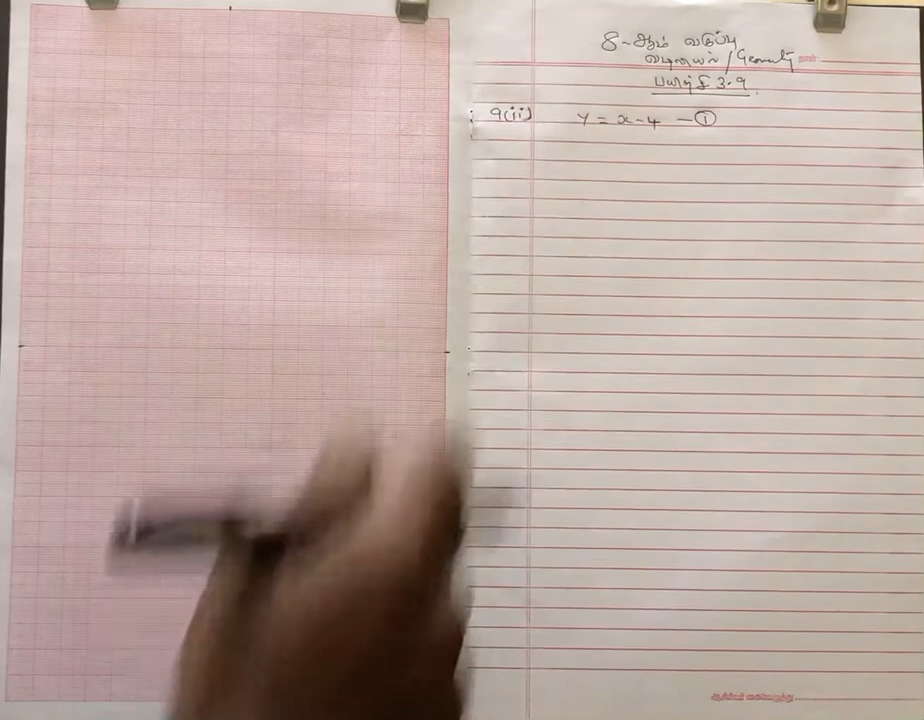 8-ஆம் வகுப்பு
வடிவியல் / Geometry
பயிற்சி 3.9
9(ii) y = x - 4 — ①